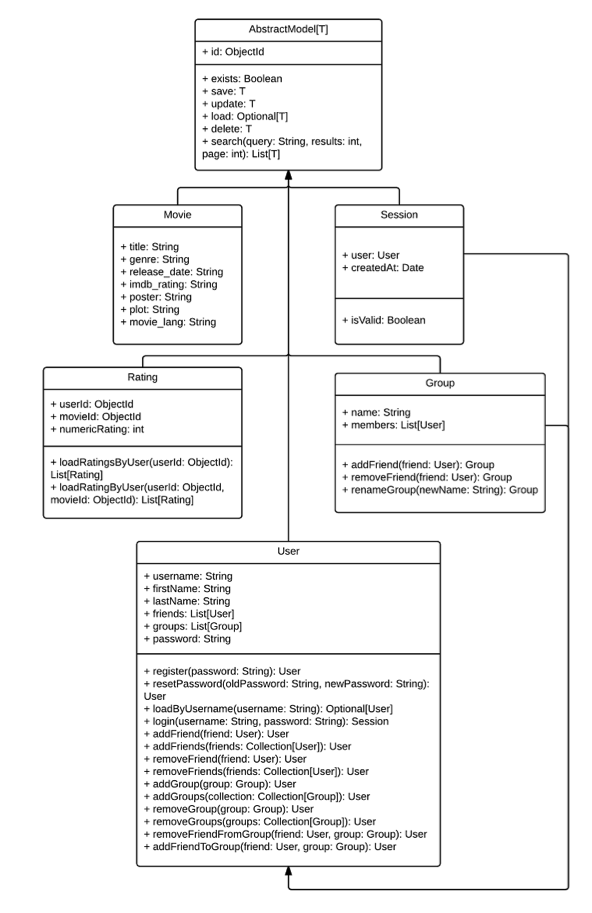 AbstractModel[T]
+ id: ObjectId
+ exists: Boolean
+ save: T
+ update: T
+ load: Optional[T]
+ delete: T
+ search(query: String, results: int,
page: int): List[T]
Movie
+ title: String
+ genre: String
+ release_date: String
+ imdb_rating: String
+ poster: String
+ plot: String
+ movie_lang: String
Session
+ user: User
+ createdAt: Date
+ isValid: Boolean
Rating
+ userId: ObjectId
+ movieId: ObjectId
+ numericRating: int
+ loadRatingsByUser(userId: ObjectId):
List[Rating]
+ loadRatingByUser(userId: ObjectId,
movieId: ObjectId): List[Rating]
Group
+ name: String
+ members: List[User]
+ addFriend(friend: User): Group
+ removeFriend(friend: User): Group
+ renameGroup(newName: String): Group
User
+ username: String
+ firstName: String
+ lastName: String
+ friends: List[User]
+ groups: List[Group]
+ password: String
+ register(password: String): User
+ resetPassword(oldPassword: String, newPassword: String):
User
+ loadByUsername(username: String): Optional[User]
+ login(username: String, password: String): Session
+ addFriend(friend: User): User
+ addFriends(friends: Collection[User]): User
+ removeFriend(friend: User): User
+ removeFriends(friends: Collection[User]): User
+ addGroup(group: Group): User
+ addGroups(collection: Collection[Group]): User
+ removeGroup(group: Group): User
+ removeGroups(groups: Collection[Group]): User
+ removeFriendFromGroup(friend: User, group: Group): User
+ addFriendToGroup(friend: User, group: Group): User